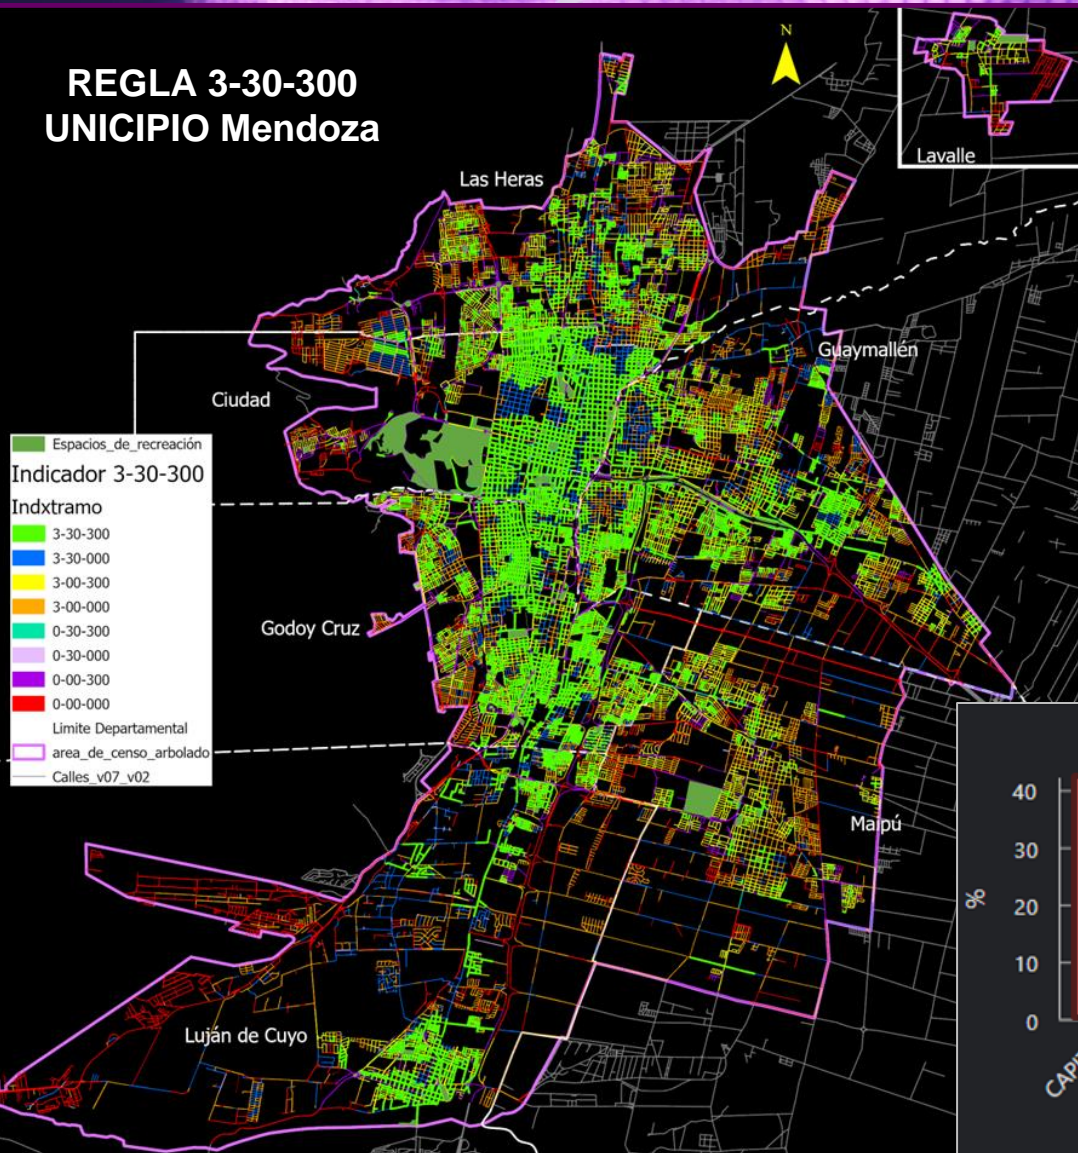 REGLA 3-30-300
UNICIPIO Mendoza
N
Lavalle
Las Heras
Guaymallén
Ciudad
Espacios_de_recreación
Indicador 3-30-300
Indxtramo
3-30-300
3-30-000
3-00-300
3-00-000
0-30-300
0-30-000
0-00-300
0-00-000
Limite Departamental
area_de_censo_arbolado
Calles_v07_v02
Godoy Cruz
Maipú
Luján de Cuyo
40
30
20
10
0
%